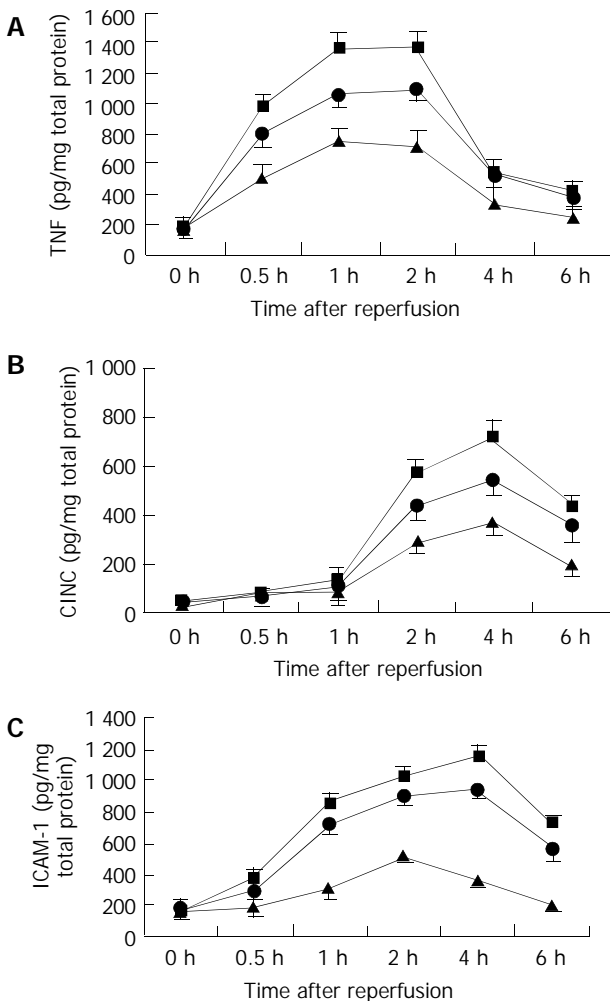 A
TNF (pg/mg total protein)
1 600
1 400
1 200
1 000
800
600
400
200
0
0 h 0.5 h 1 h 2 h 4 h 6 h
Time after reperfusion
B
CINC (pg/mg total protein)
1 000
800
600
400
200
0
0 h 0.5 h 1 h 2 h 4 h 6 h
Time after reperfusion
C
ICAM-1 (pg/mg
total protein)
1 400
1 200
1 000
800
600
400
200
0
0 h 0.5 h 1 h 2 h 4 h 6 h
Time after reperfusion